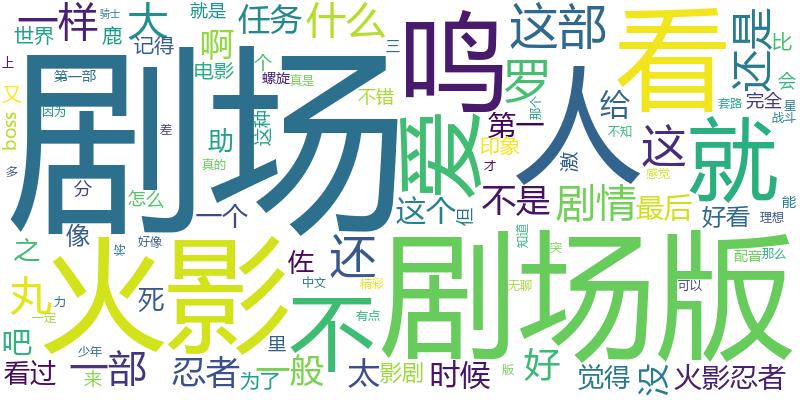 一样
骑士
大
就是
任务
什么
鸣
这部
看
还是
世界
鹿
记得
啊
三
罗
比
上
第一部
电影
个
螺旋
真是
人
给
会
又
剧场
不错
那个
套路
完全
星
boss
因为
助
这种
爱
第一
这
就
战斗
多
差
印象
激
不知
真的
才
感觉
分
怎么
一个
这个
但
不是
剧情
最后
好看
理想
能
像
之
火影
好像
佐
还
剧场版
知道
突
配音
那么
丸
力
死
中文
精彩
不
无聊
可以
一定
有点
吧
少年
里
看过
一部
来
忍者
为了
一般
太
影剧
时候
版
好
觉得
没
火影忍者